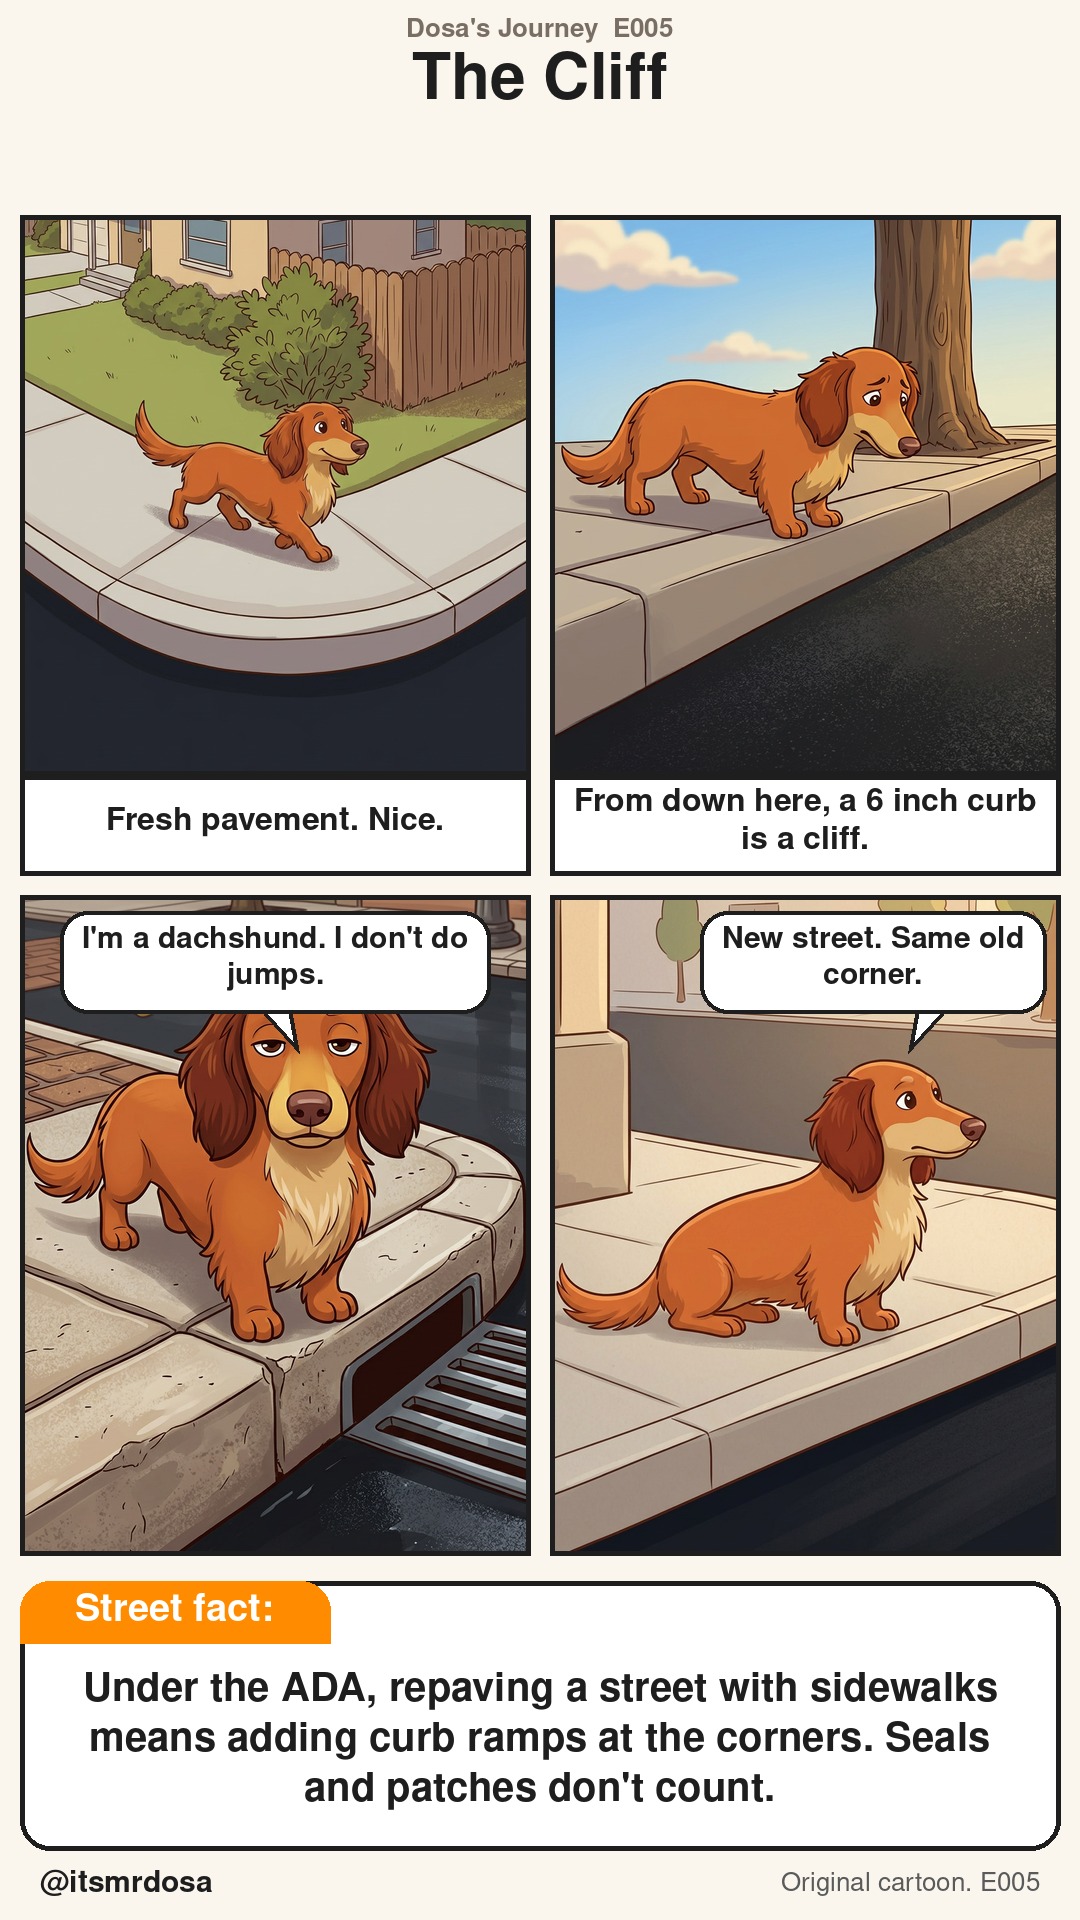 Dosa's Journey E005
The Cliff
Fresh pavement. Nice.
From down here, a 6 inch curb
is a cliff.
I'm a dachshund. I don't do
jumps.
New street. Same old
corner.
Street fact:
Under the ADA, repaving a street with sidewalks
means adding curb ramps at the corners. Seals
and patches don't count.
@itsmrdosa
Original cartoon. E005